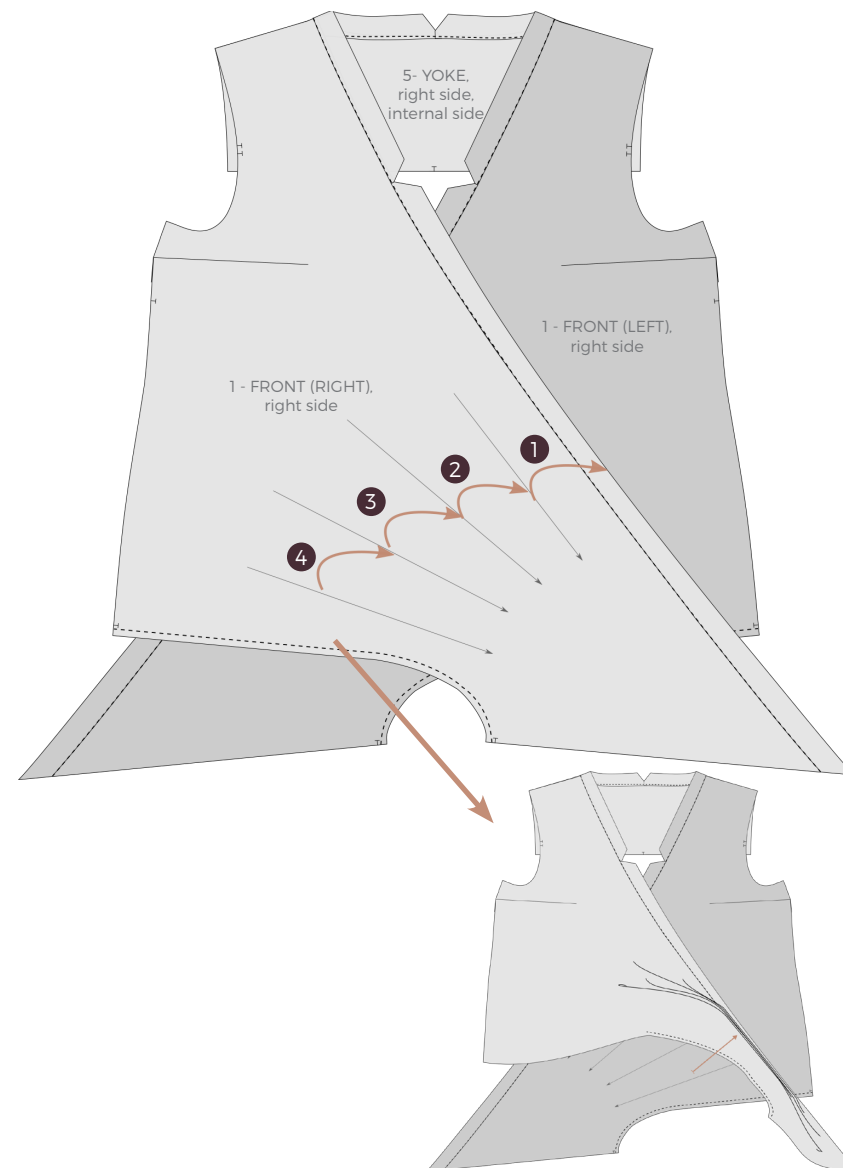 5- YOKE,
right side,
internal side
1 - FRONT (LEFT),
right side
1 - FRONT (RIGHT),
right side
1
2
3
4